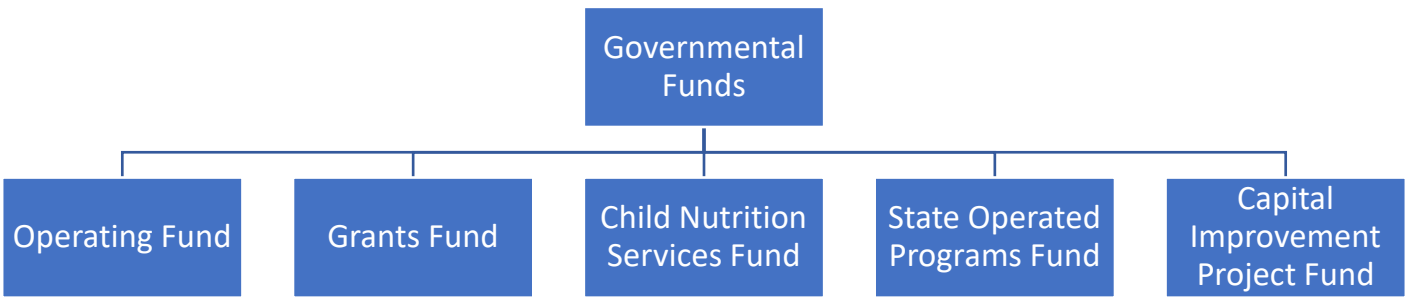 Governmental
Funds
Operating Fund
Grants Fund
Child Nutrition
Services Fund
State Operated
Programs Fund
Capital
Improvement
Project Fund